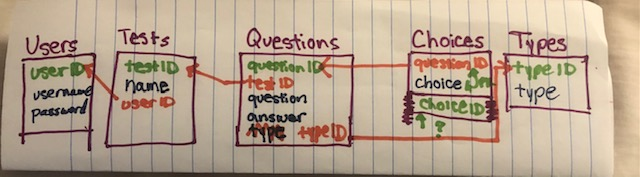 Users
userID
username
password
Tests
testID
name
userID
Questions
questionID
testID
question
answer
type typeID
Choices
questionID
choice
choiceID
?
Types
typeID
type